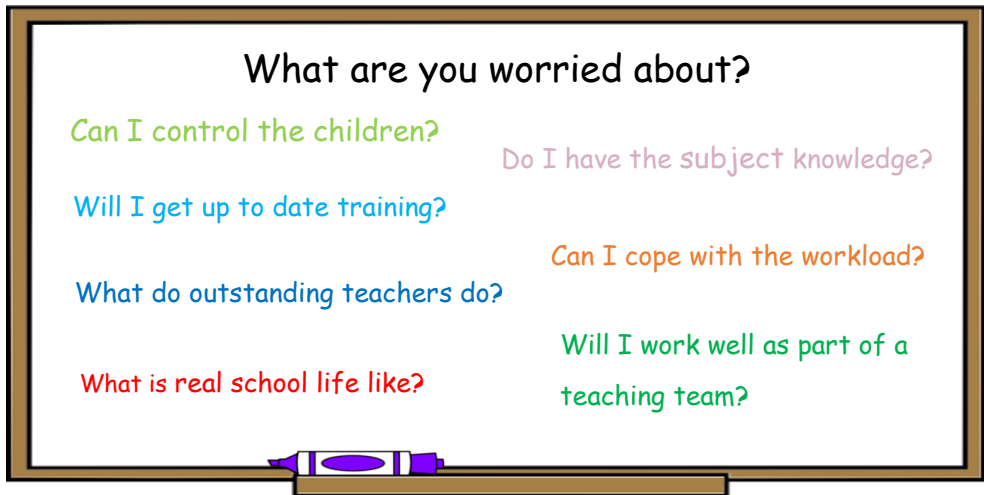 What are you worried about?
Can I control the children?
Do I have the subject knowledge?
Will I get up to date training?
Can I cope with the workload?
What do outstanding teachers do?
Will I work well as part of a
teaching team?
What is real school life like?